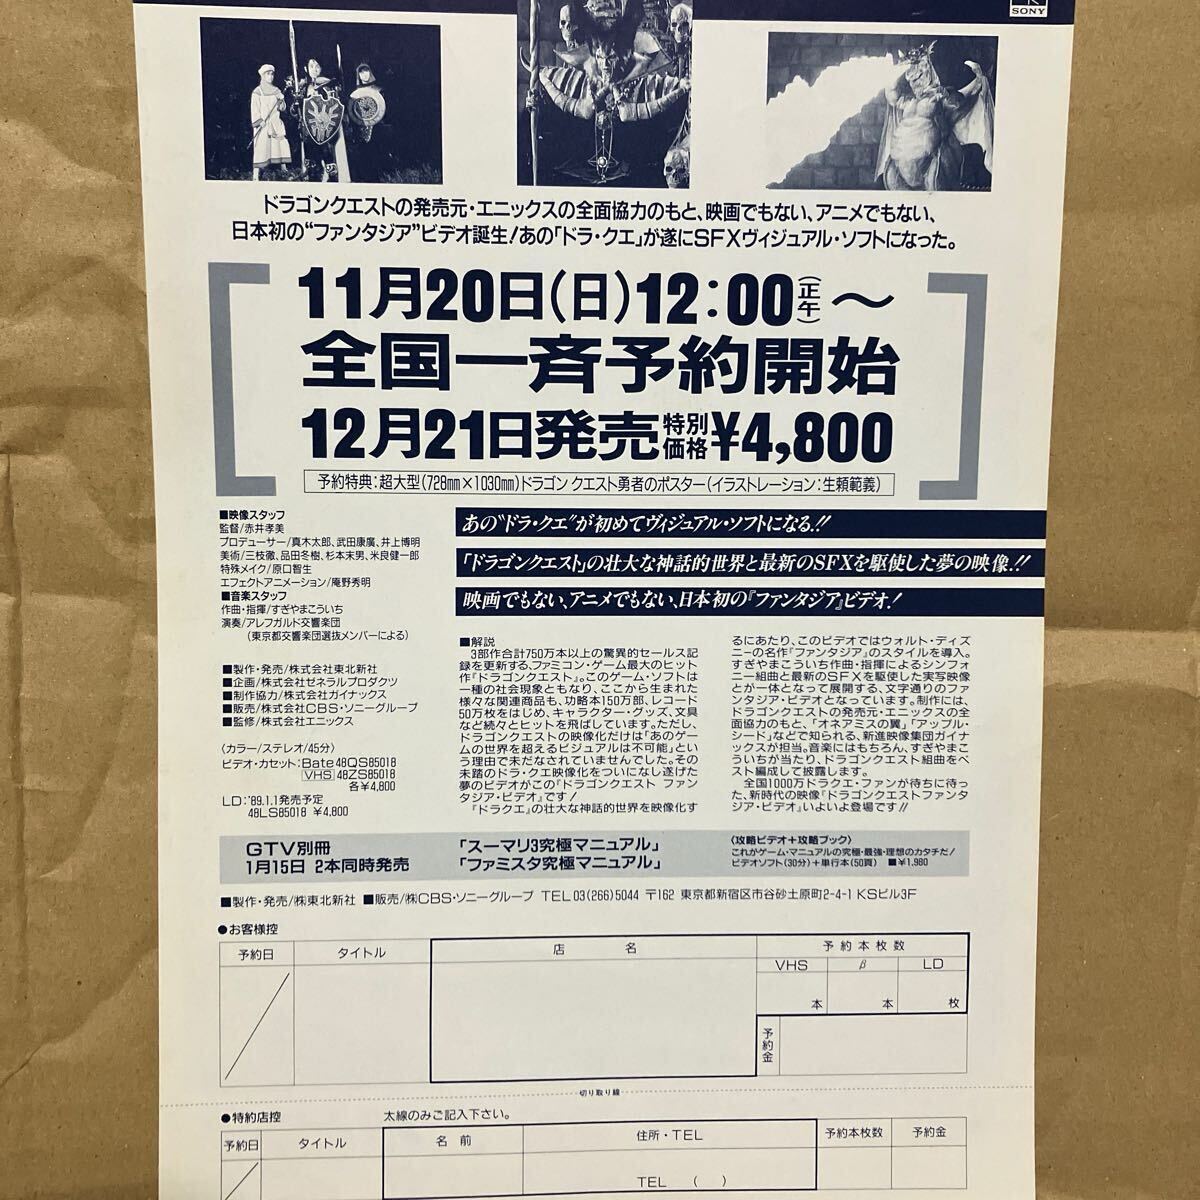 SONY
ドラゴンクエストの発売元・エニックスの全面協力のもと、映画でもない、アニメでもない、
日本初の“ファンタジア”ビデオ誕生!あの「ドラ・クエ」が遂にSFXヴィジュアル・ソフトになった。
11月20日(日)12:00(正午)〜
全国一斉予約開始
12月21日発売特別価格¥4,800
予約特典:超大型(728mm×1030mm)ドラゴン クエスト勇者のポスター(イラストレーション:生頼範義)
■映像スタッフ
監督/赤井孝美
プロデューサー/真木太郎、武田康廣、井上博明
美術/三枝徹、品田冬樹、杉本末男、米良健一郎
特殊メイク/原口智生
エフェクトアニメーション/庵野秀明
■音楽スタッフ
作曲・指揮/すぎやまこういち
演奏/アレフガルド交響楽団
(東京都交響楽団選抜メンバーによる)
■製作・発売/株式会社東北新社
■企画/株式会社ゼネラルプロダクツ
■制作協力/株式会社ガイナックス
■販売/株式会社CBS・ソニーグループ
■監修/株式会社エニックス
〈カラー/ステレオ/45分〉
ビデオ・カセット:Bate48QS85018
VHS 48ZS85018
各¥4,800
LD:'89.1.1発売予定
48LS85018 ¥4,800
あの〝ドラ・クエ〟が初めてヴィジュアル・ソフトになる.!!
「ドラゴンクエスト」の壮大な神話的世界と最新のSFXを駆使した夢の映像.!!
映画でもない、アニメでもない、日本初の『ファンタジア』ビデオ.!
■解説
3部作合計750万本以上の驚異的セールス記
録を更新する、ファミコン・ゲーム最大のヒット
作『ドラゴンクエスト』。このゲーム・ソフトは
一種の社会現象ともなり、ここから生まれた
様々な関連商品も、功略本150万部、レコード
50万枚をはじめ、キャラクター・グッズ、文具
など続々とヒットを飛ばしています。ただし、
ドラゴンクエストの映像化だけは「あのゲー
ムの世界を超えるビジュアルは不可能」とい
う理由で未だなされていませんでした。その
未踏のドラ・クエ映像化をついになし遂げた
夢のビデオがこの『ドラゴンクエスト ファン
タジア・ビデオ』です!
『ドラクエ』の壮大な神話的世界を映像化す
るにあたり、このビデオではウォルト・ディズ
ニーの名作『ファンタジア』のスタイルを導入。
すぎやまこういち作曲・指揮によるシンフォ
ニー組曲と最新のSFXを駆使した実写映像
とが一体となって展開する、文字通りのファ
ンタジア・ビデオとなっています。制作には、
ドラゴンクエストの発売元・エニックスの全
面協力のもと、「オネアミスの翼」「アップル・
シード」などで知られる、新進映像集団ガイナ
ックスが担当。音楽にはもちろん、すぎやまこ
ういちが当たり、ドラゴンクエスト組曲をベ
スト編成して披露します。
全国1000万ドラクエ・ファンが待ちに待っ
た、新時代の映像『ドラゴンクエストファンタ
ジア・ビデオ』いよいよ登場です!!
GTV別冊
1月15日 2本同時発売
「スーマリ3究極マニュアル」
「ファミスタ究極マニュアル」
〈攻略ビデオ+攻略ブック〉
これがゲーム・マニュアルの究極・最強・理想のカタチだ!
ビデオソフト(30分)+単行本(50頁) ■¥1,980
■製作・発売/㈱東北新社 ■販売/㈱CBS・ソニーグループ TEL03(266)5044 〒162 東京都新宿区市谷砂土原町2-4-1 KSビル3F
●お客様控
予約日 タイトル 店名 予約本枚数
VHS β LD
本 本 枚
予約金
切り取り線
●特約店控 太線のみご記入下さい。
予約日 タイトル 名前 住所・TEL 予約本枚数 予約金
TEL ( )